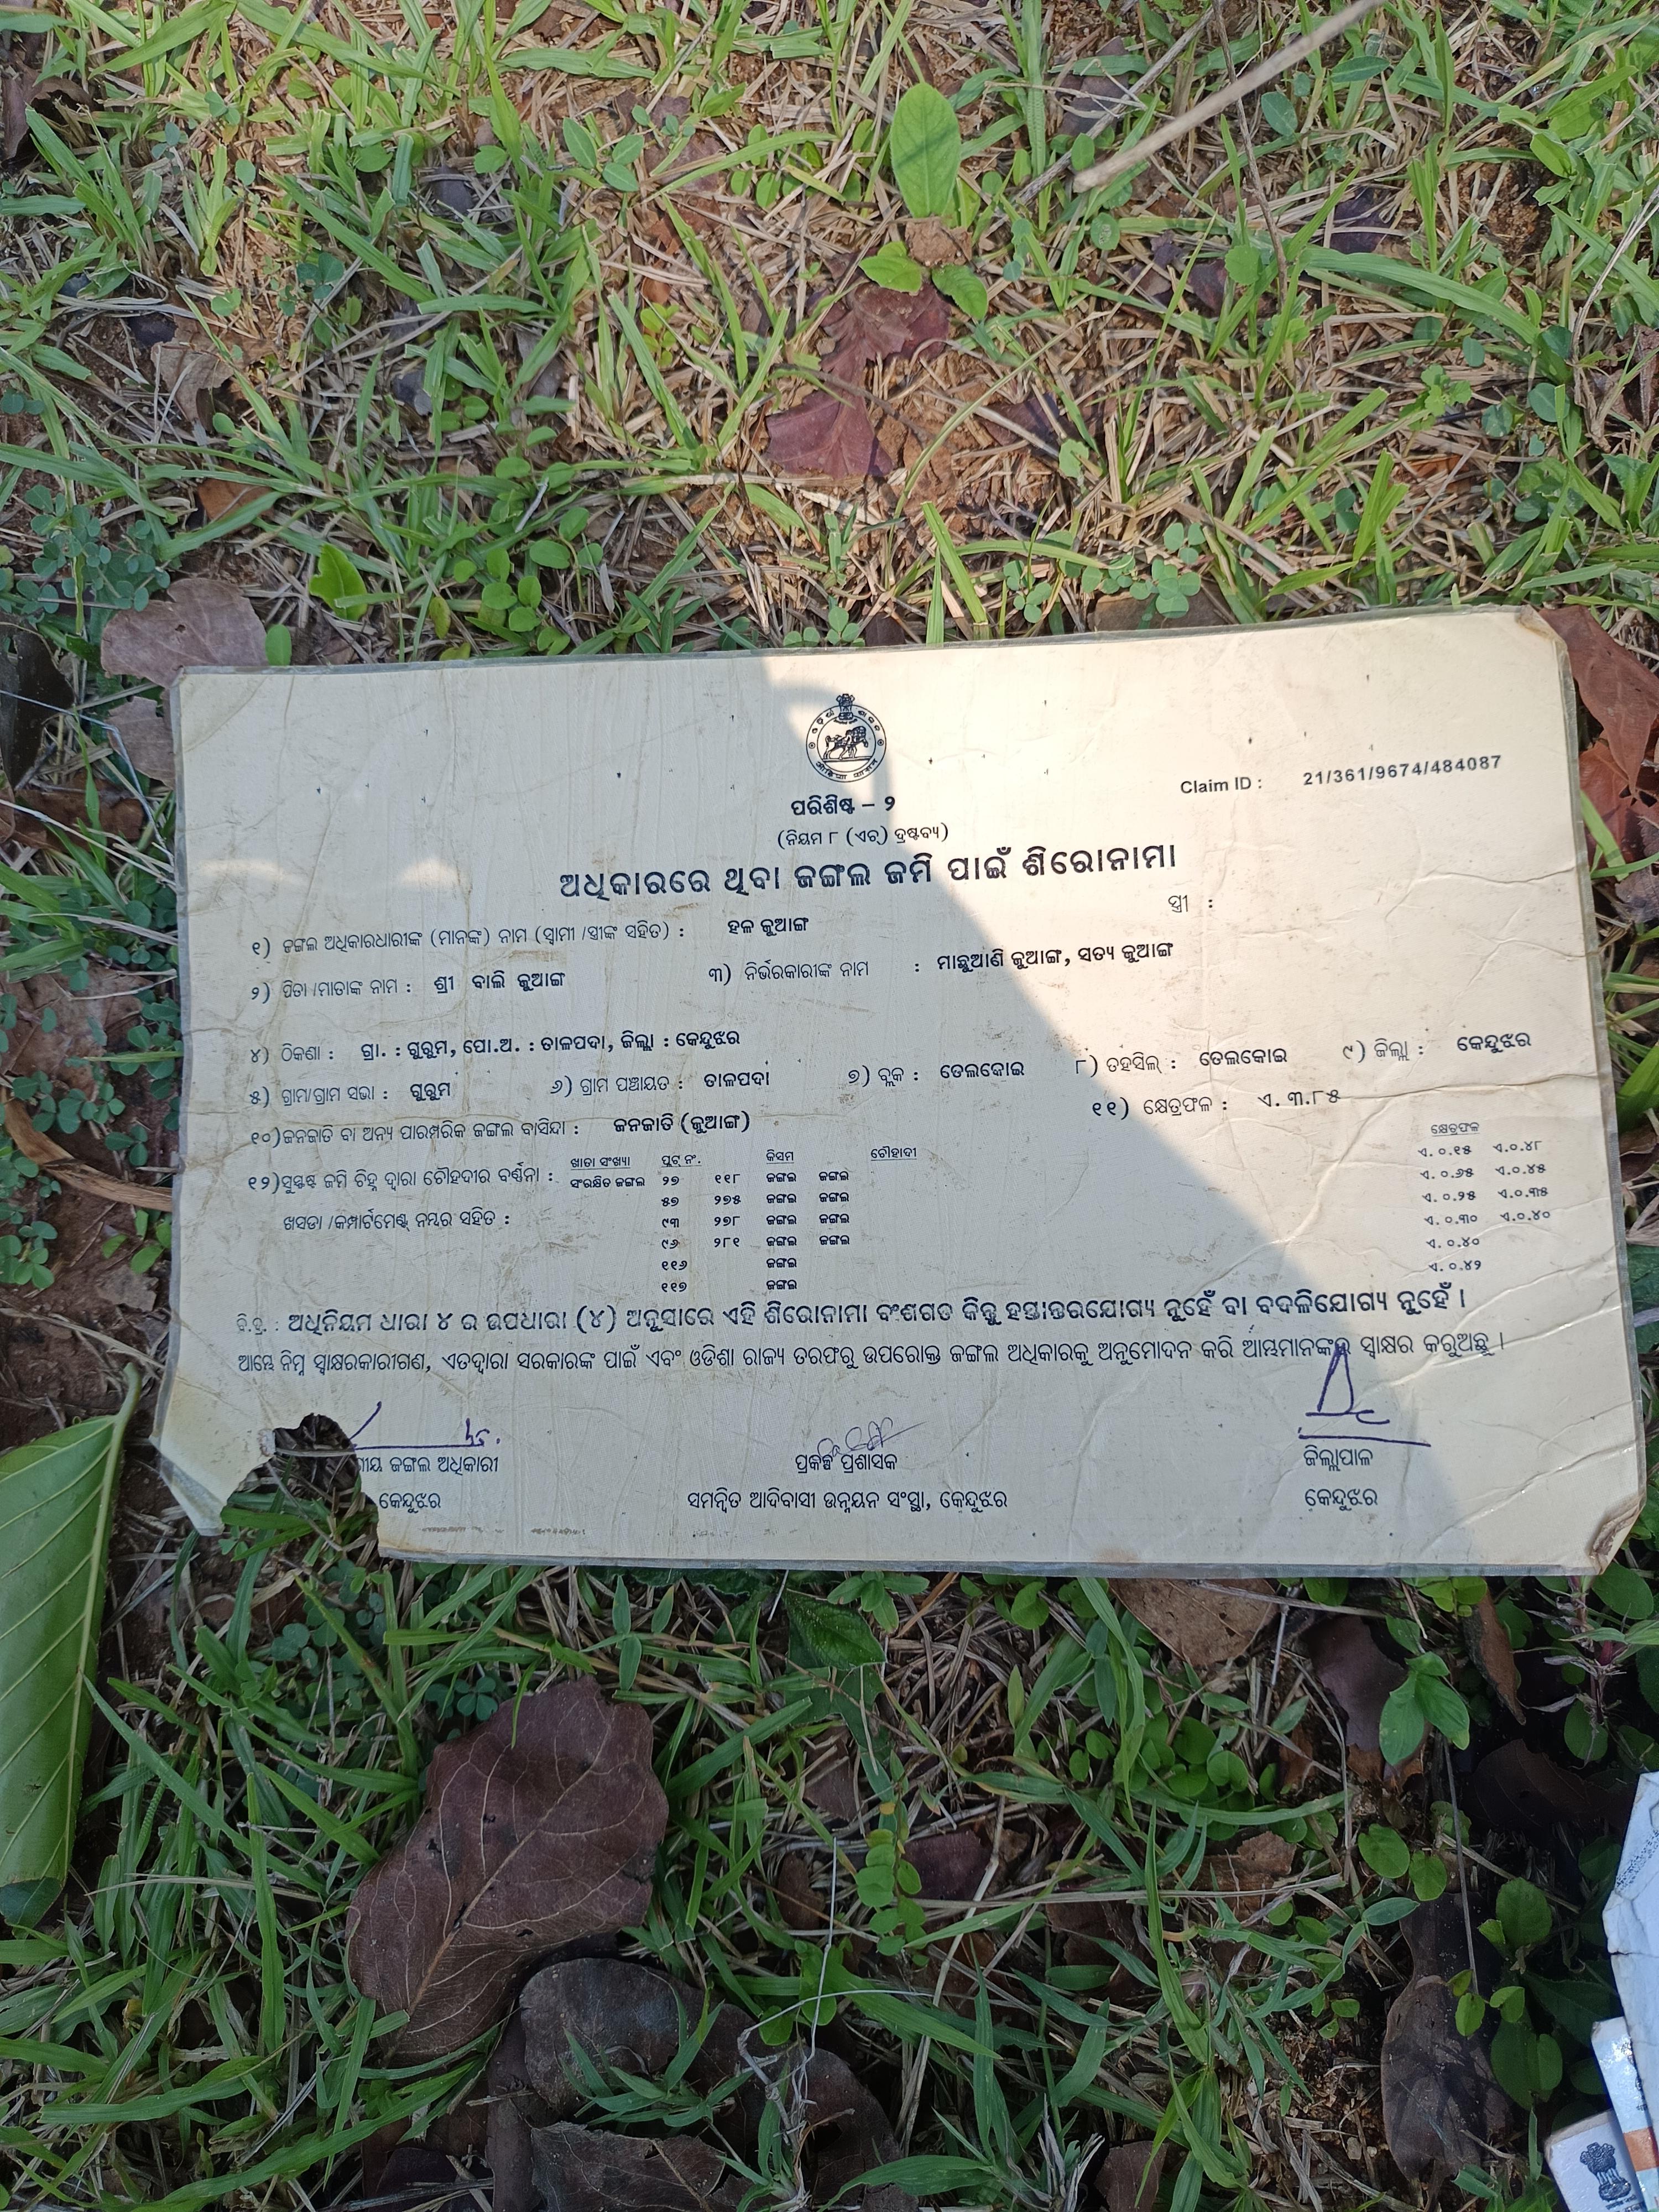 Claim ID : 21/361/9674/484087
ପରିଶିଷ୍ଟ – ୨
(ନିୟମ ୮ (ଏଚ୍) ଦ୍ରଷ୍ଟବ୍ୟ)
ଅଧିକାରରେ ଥିବା ଜଙ୍ଗଲ ଜମି ପାଇଁ ଶିରୋନାମା
୧) ଜଙ୍ଗଲ ଅଧିକାରଧାରୀଙ୍କ (ମାନଙ୍କ) ନାମ (ସ୍ୱାମୀ /ସ୍ତ୍ରୀଙ୍କ ସହିତ) : ହଳ ଜୁଆଙ୍ଗ ସ୍ତ୍ରୀ :
୨) ପିତା /ମାତାଙ୍କ ନାମ : ଶ୍ରୀ ବାଲି ଜୁଆଙ୍ଗ ୩) ନିର୍ଭରକାରୀଙ୍କ ନାମ : ମାଛୁଆଣି ଜୁଆଙ୍ଗ, ସତ୍ୟ ଜୁଆଙ୍ଗ
୪) ଠିକଣା : ଗ୍ରା. : ଗୁରୁମ, ପୋ.ଅ. : ତାଳପଦା, ଜିଲ୍ଲା : କେନ୍ଦୁଝର
୫) ଗ୍ରାମ/ଗ୍ରାମ ସଭା : ଗୁରୁମ ୬) ଗ୍ରାମ ପଞ୍ଚାୟତ : ତାଳପଦା ୭) ବ୍ଲକ : ତେଲକୋଇ ୮) ତହସିଲ୍ : ତେଲକୋଇ ୯) ଜିଲ୍ଲା : କେନ୍ଦୁଝର
୧୦)ଜନଜାତି ବା ଅନ୍ୟ ପାରମ୍ପରିକ ଜଙ୍ଗଲ ବାସିନ୍ଦା : ଜନଜାତି (ଜୁଆଙ୍ଗ) ୧୧) କ୍ଷେତ୍ରଫଳ : ଏ. ୩.୮୫
ଖାତା ସଂଖ୍ୟା ପ୍ଲଟ୍ ନଂ. କିସମ ଚୌହାଦୀ କ୍ଷେତ୍ରଫଳ
୧୨)ସୁସ୍ପଷ୍ଟ ଜମି ଚିହ୍ନ ଦ୍ୱାରା ଚୌହଦୀର ବର୍ଣ୍ଣନା : ସଂରକ୍ଷିତ ଜଙ୍ଗଲ ୨୭ ୧୧୮ ଜଙ୍ଗଲ ଜଙ୍ଗଲ ଏ. ୦.୧୫ ଏ.୦.୪୮
୫୭ ୨୭୫ ଜଙ୍ଗଲ ଜଙ୍ଗଲ ଏ. ୦.୬୫ ଏ.୦.୪୫
ଖସଡା /କମ୍ପାର୍ଟମେଣ୍ଟ ନମ୍ବର ସହିତ : ୯୩ ୨୭୮ ଜଙ୍ଗଲ ଜଙ୍ଗଲ ଏ. ୦.୨୫ ଏ.୦.୩୫
୯୬ ୨୮୧ ଜଙ୍ଗଲ ଜଙ୍ଗଲ ଏ. ୦.୩୦ ଏ.୦.୪୦
୧୧୬ ଜଙ୍ଗଲ ଏ. ୦.୪୦
୧୧୭ ଜଙ୍ଗଲ ଏ. ୦.୪୨
ବି.ଦ୍ର. : ଅଧିନିୟମ ଧାରା ୪ ର ଉପଧାରା (୪) ଅନୁସାରେ ଏହି ଶିରୋନାମା ବଂଶଗତ କିନ୍ତୁ ହସ୍ତାନ୍ତରଯୋଗ୍ୟ ନୁହେଁ ବା ବଦଳିଯୋଗ୍ୟ ନୁହେଁ ।
ଆମ୍ଭେ ନିମ୍ନ ସ୍ୱାକ୍ଷରକାରୀଗଣ, ଏତଦ୍ଦ୍ୱାରା ସରକାରଙ୍କ ପାଇଁ ଏବଂ ଓଡିଶା ରାଜ୍ୟ ତରଫରୁ ଉପରୋକ୍ତ ଜଙ୍ଗଲ ଅଧିକାରକୁ ଅନୁମୋଦନ କରି ଆମ୍ଭମାନଙ୍କର ସ୍ୱାକ୍ଷର କରୁଅଛୁ ।
ଜଙ୍ଗଲ ଅଧିକାରୀ ପ୍ରକଳ୍ପ ପ୍ରଶାସକ ଜିଲ୍ଲାପାଳ
କେନ୍ଦୁଝର ସମନ୍ୱିତ ଆଦିବାସୀ ଉନ୍ନୟନ ସଂସ୍ଥା, କେନ୍ଦୁଝର କେନ୍ଦୁଝର